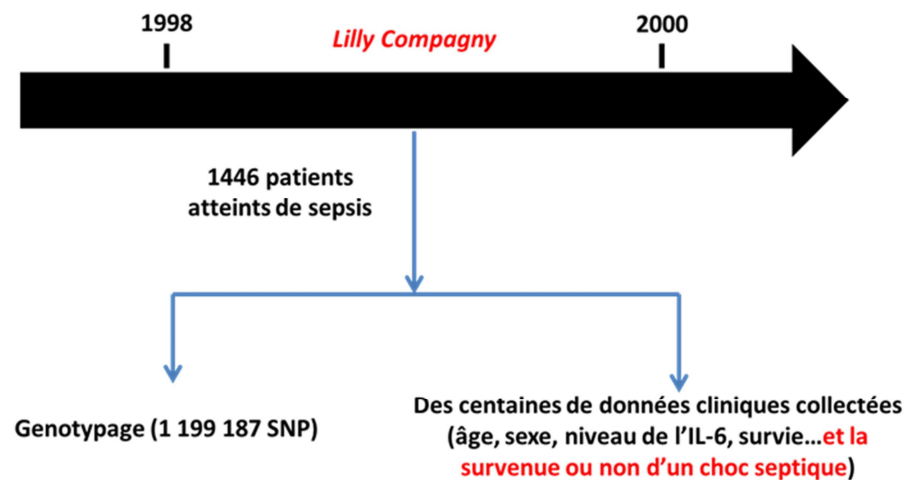 1998
Lilly Compagny
2000
1446 patients
atteints de sepsis
Genotypage (1 199 187 SNP)
Des centaines de données cliniques collectées
(âge, sexe, niveau de l’IL-6, survie…et la
survenue ou non d’un choc septique)